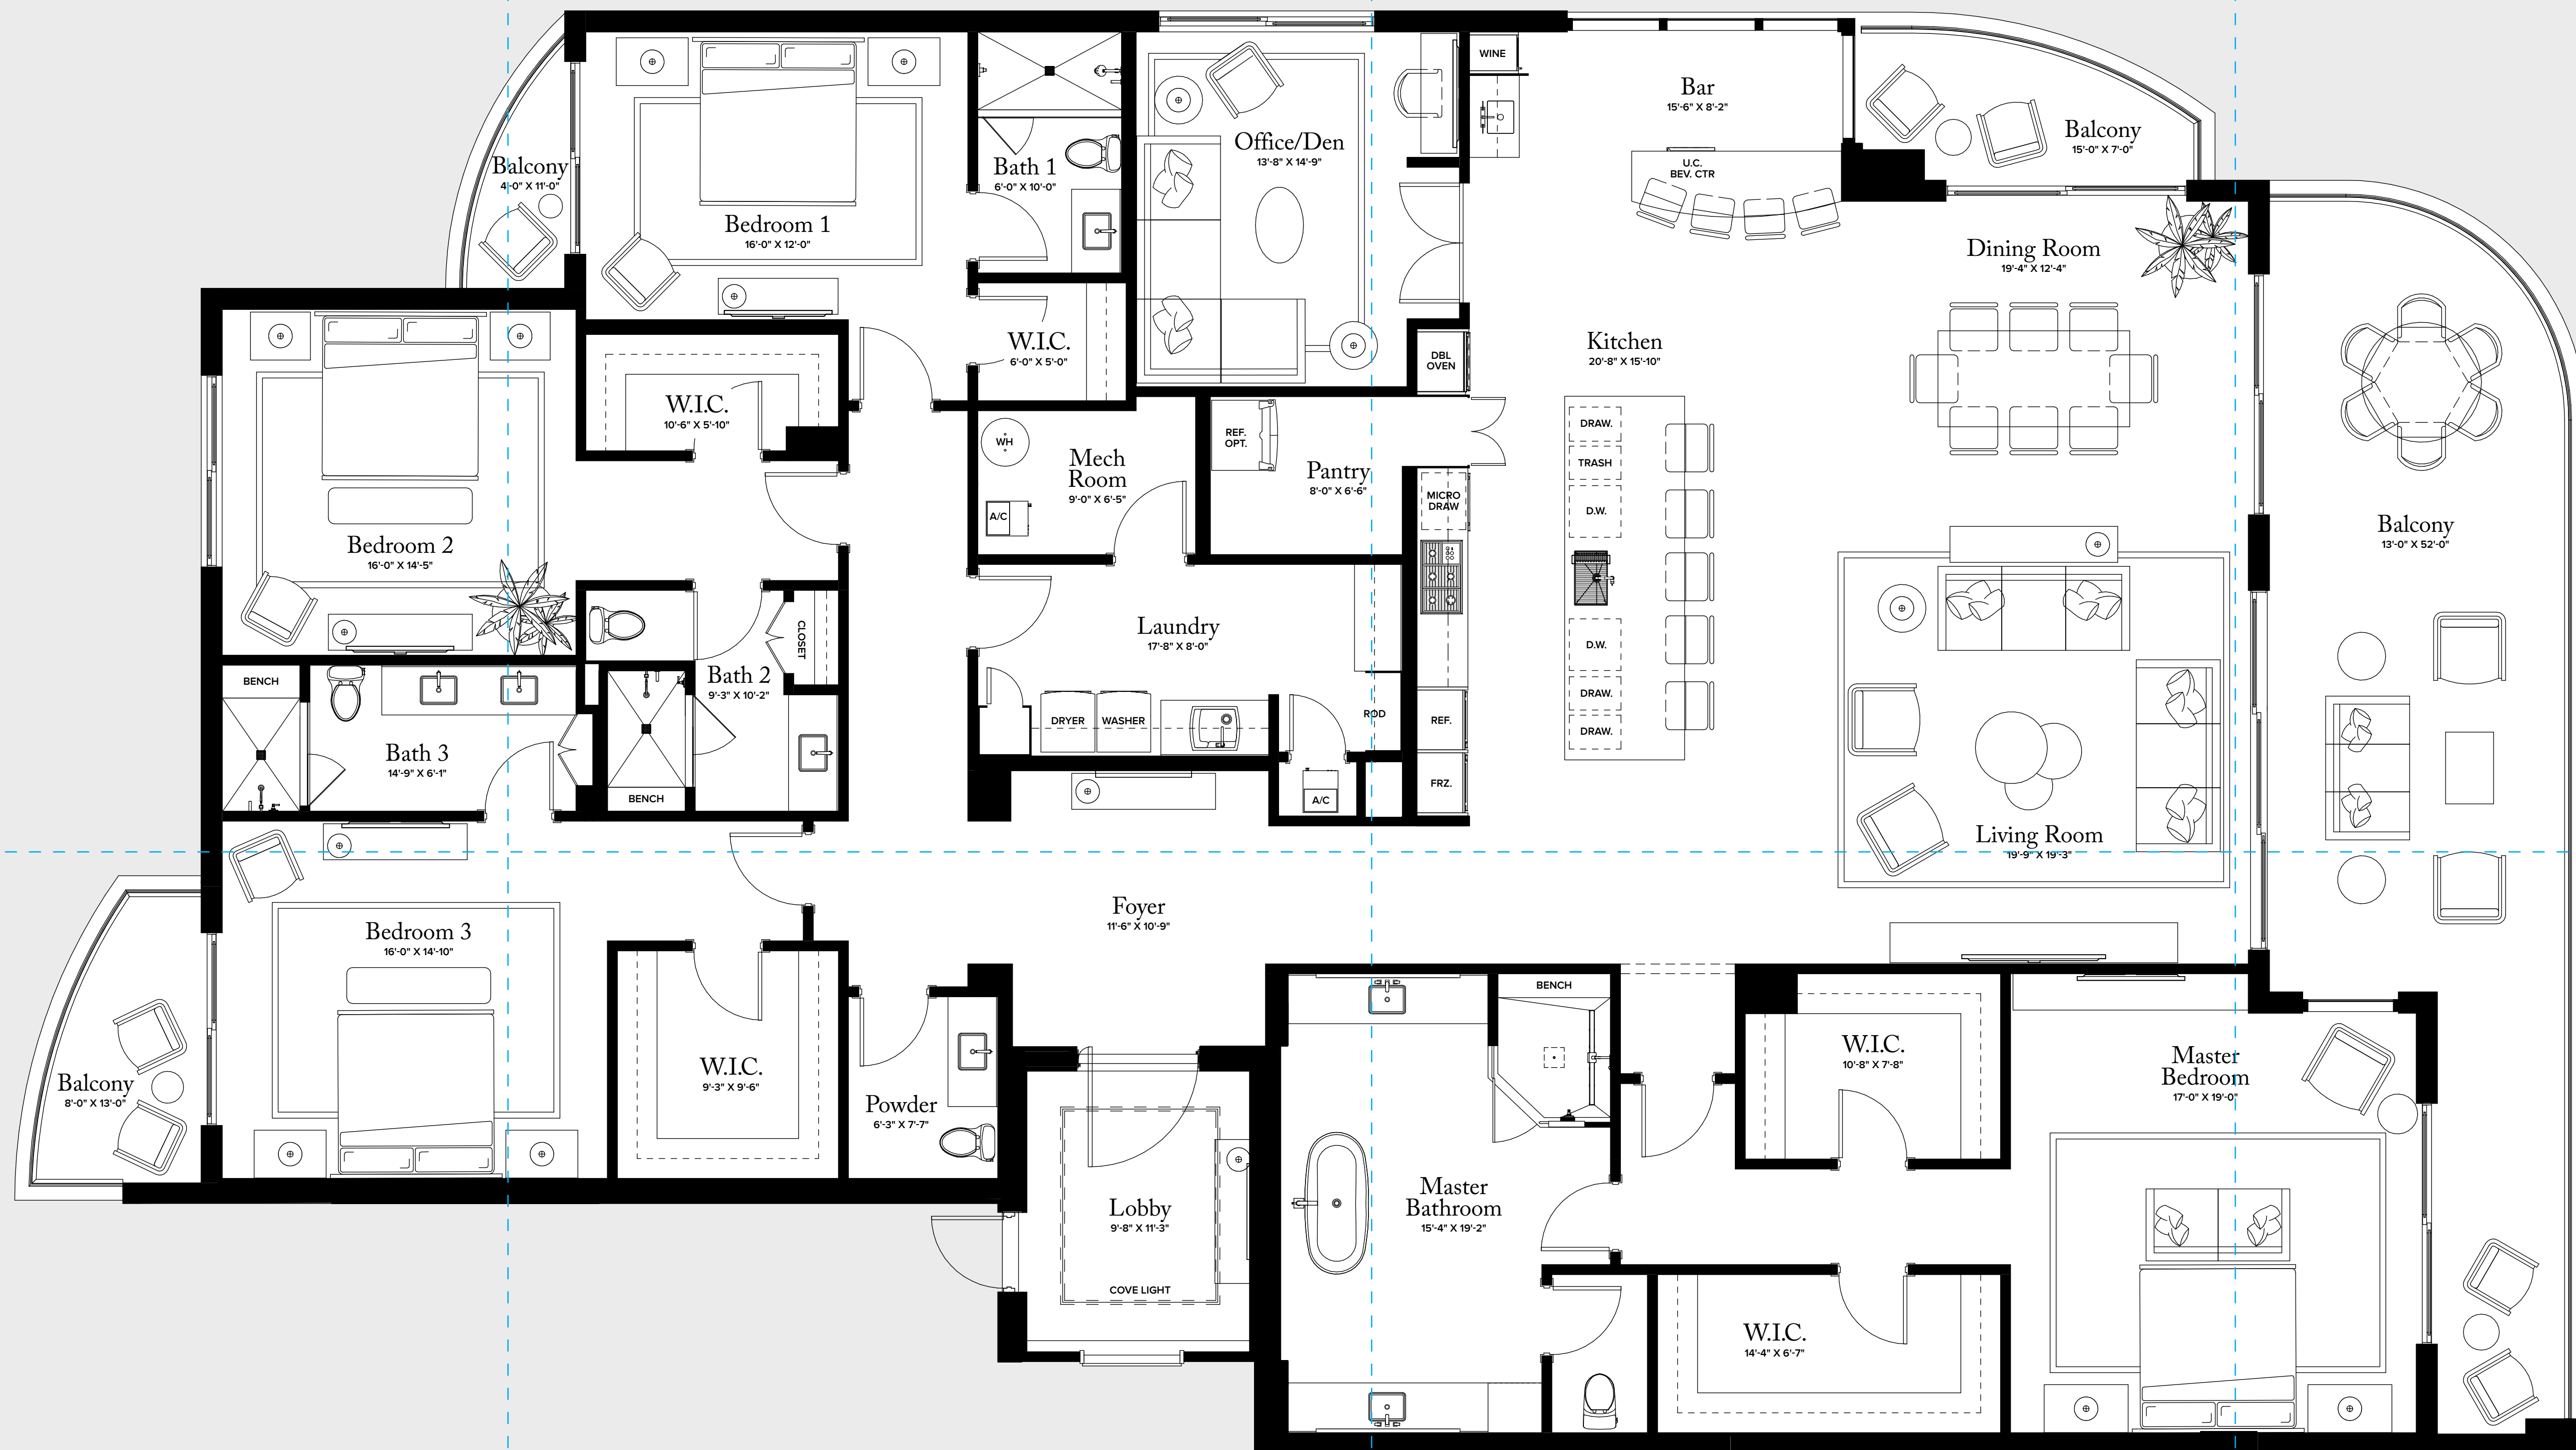 WINE
Bar
15'-6" X 8'-2"
Balcony
15'-0" X 7'-0"
Office/Den
13'-8" X 14'-9"
Bath 1
6'-0" X 10'-0"
Balcony
4'-0" X 11'-0"
U.C.
BEV. CTR
Bedroom 1
16'-0" X 12'-0"
Dining Room
19'-4" X 12'-4"
W.I.C.
6'-0" X 5'-0"
Kitchen
20'-8" X 15'-10"
DBL
OVEN
W.I.C.
10'-6" X 5'-10"
WH
REF.
OPT.
DRAW.
Mech
Room
9'-0" X 6'-5"
Pantry
8'-0" X 6'-6"
TRASH
MICRO
DRAW
A/C
D.W.
Balcony
13'-0" X 52'-0"
Bedroom 2
16'-0" X 14'-5"
CLOSET
Laundry
17'-8" X 8'-0"
D.W.
BENCH
Bath 2
9'-3" X 10'-2"
DRAW.
ROD
DRYER
WASHER
REF.
DRAW.
Bath 3
14'-9" X 6'-1"
FRZ.
BENCH
A/C
Living Room
19'-9" X 19'-3"
Foyer
11'-6" X 10'-9"
Bedroom 3
16'-0" X 14'-10"
BENCH
W.I.C.
10'-8" X 7'-8"
Master
Bedroom
17'-0" X 19'-0"
W.I.C.
9'-3" X 9'-6"
Balcony
8'-0" X 13'-0"
Powder
6'-3" X 7'-7"
Master
Bathroom
15'-4" X 19'-2"
Lobby
9'-8" X 11'-3"
COVE LIGHT
W.I.C.
14'-4" X 6'-7"